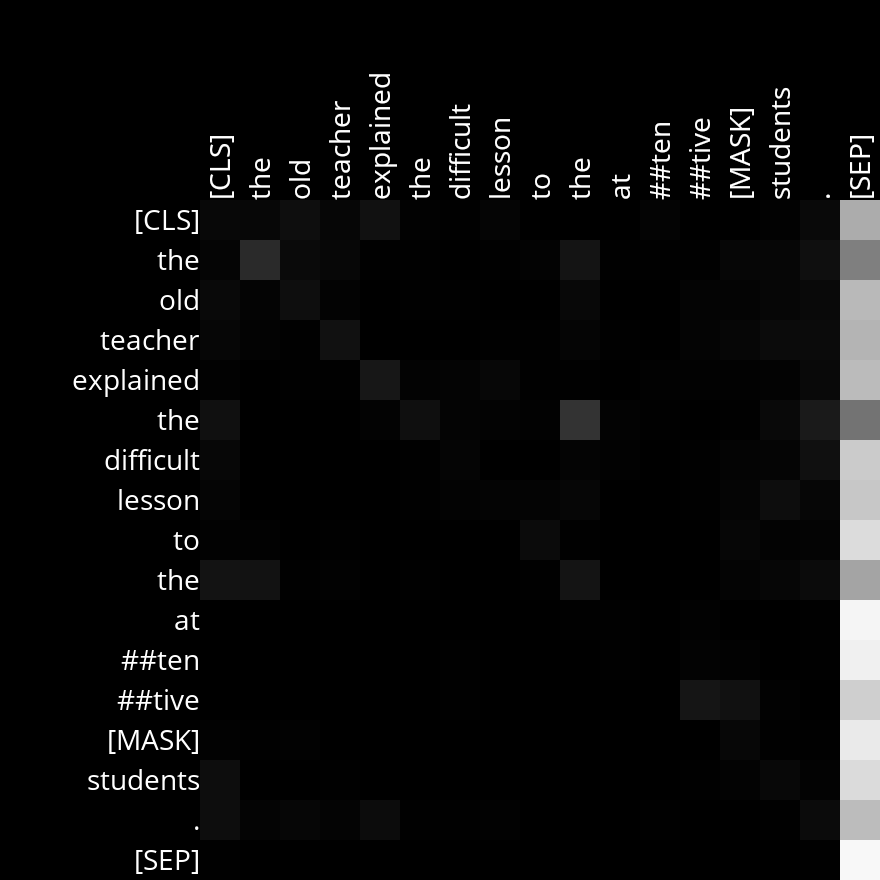 [CLS]
the
old
teacher
explained
the
difficult
lesson
to
the
at
##ten
##tive
[MASK]
students
.
[SEP]
[CLS]
the
old
teacher
explained
the
difficult
lesson
to
the
at
##ten
##tive
[MASK]
students
.
[SEP]